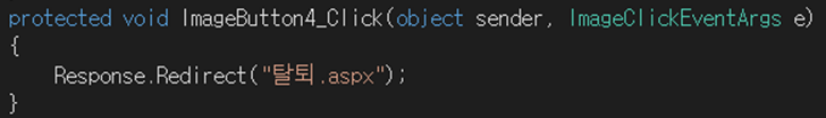 protected void ImageButton4_Click(object sender, ImageClickEventArgs e)
{
    Response.Redirect("탈퇴.aspx");
}